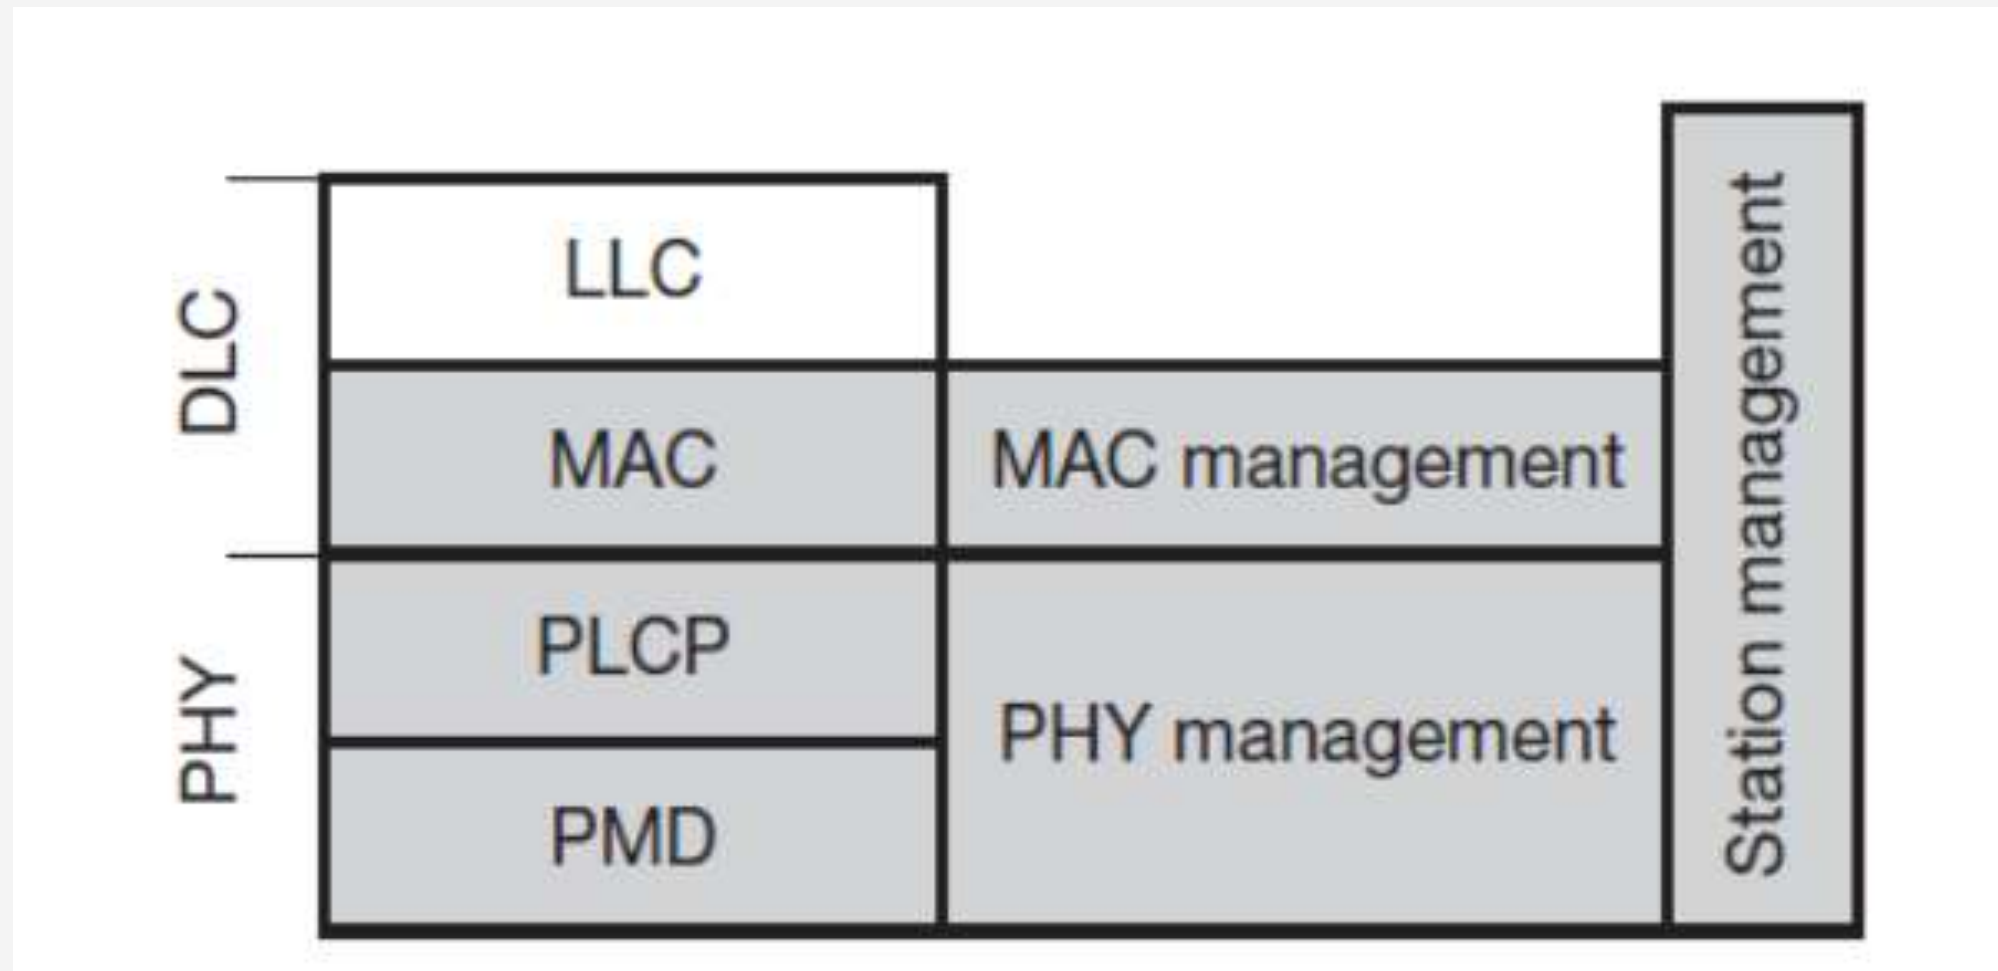 DLC
LLC
MAC
MAC management
PHY
PLCP
PMD
PHY management
Station management